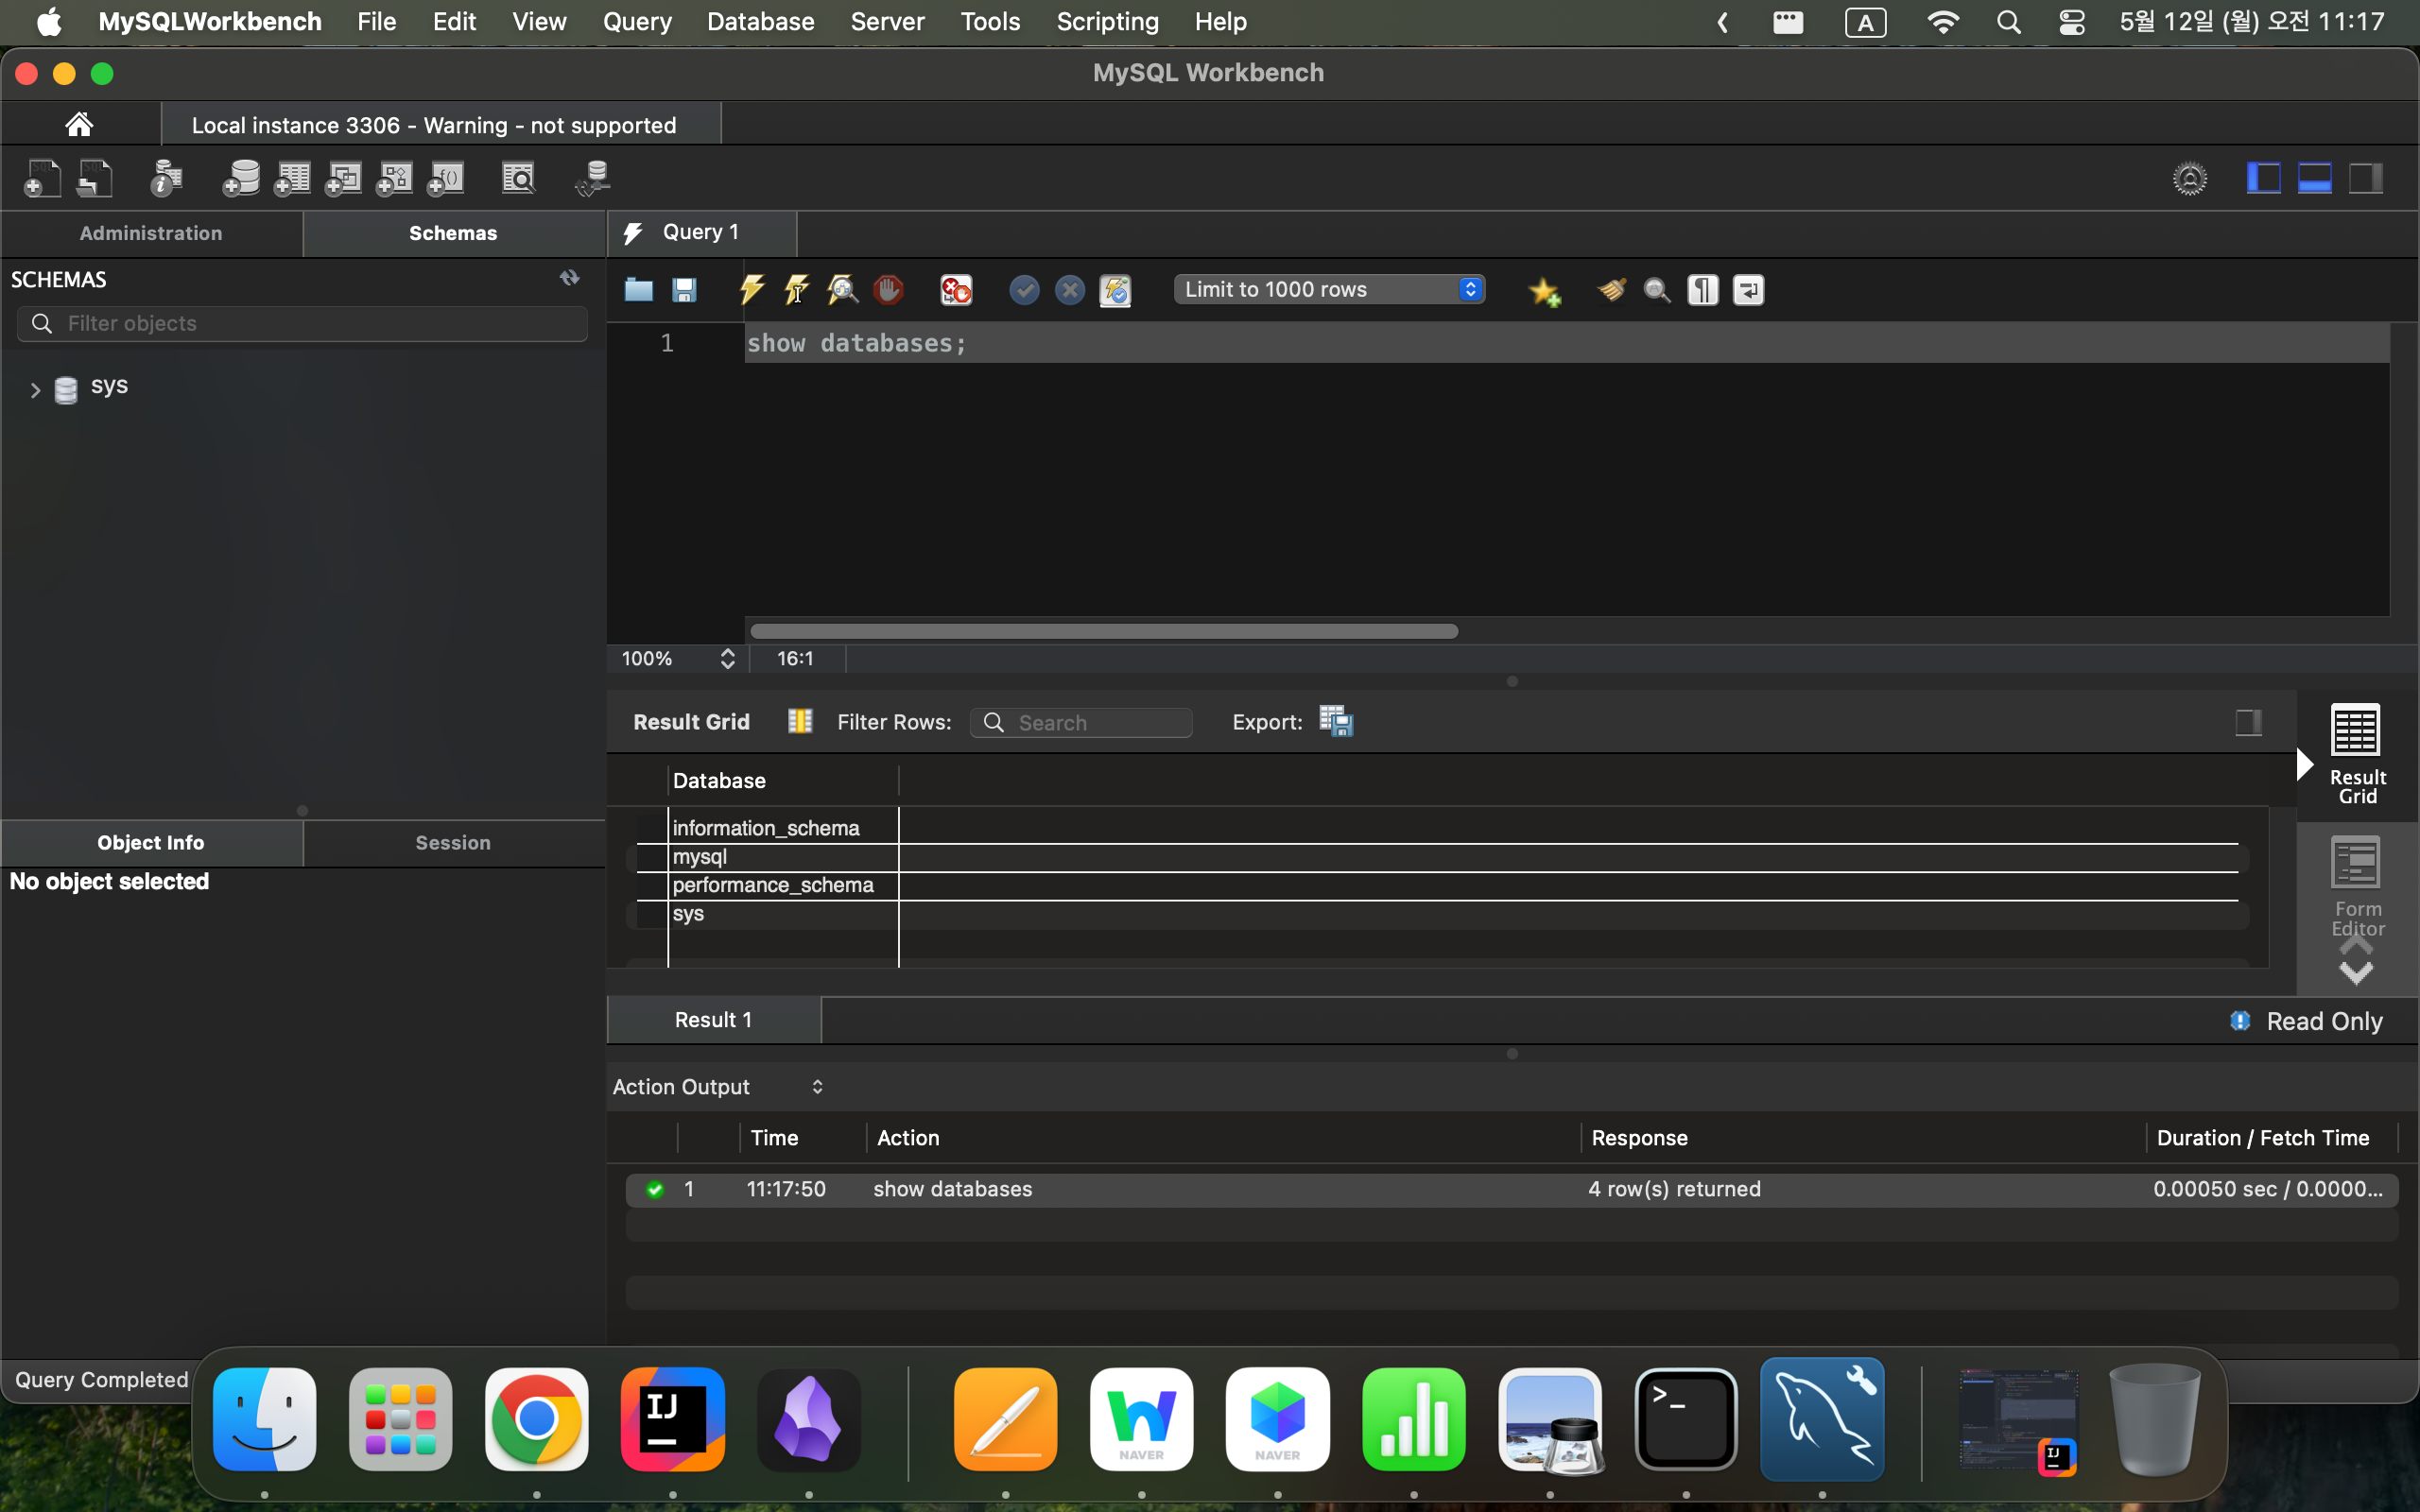 MySQLWorkbench File Edit View Query Database Server Tools Scripting Help A 5월 12일 (월) 오전 11:17
MySQL Workbench
Local instance 3306 - Warning - not supported
Administration Schemas Query 1
SCHEMAS
Filter objects
Limit to 1000 rows
1 show databases;
sys
100% 16:1
Result Grid Filter Rows: Search Export:
Result
Grid
Database
information_schema
mysql
performance_schema
sys
Form
Editor
Object Info Session
No object selected
Result 1 Read Only
Action Output
Time Action Response Duration / Fetch Time
1 11:17:50 show databases 4 row(s) returned 0.00050 sec / 0.0000...
Query Completed
IJ
NAVER
NAVER
>_
IJ